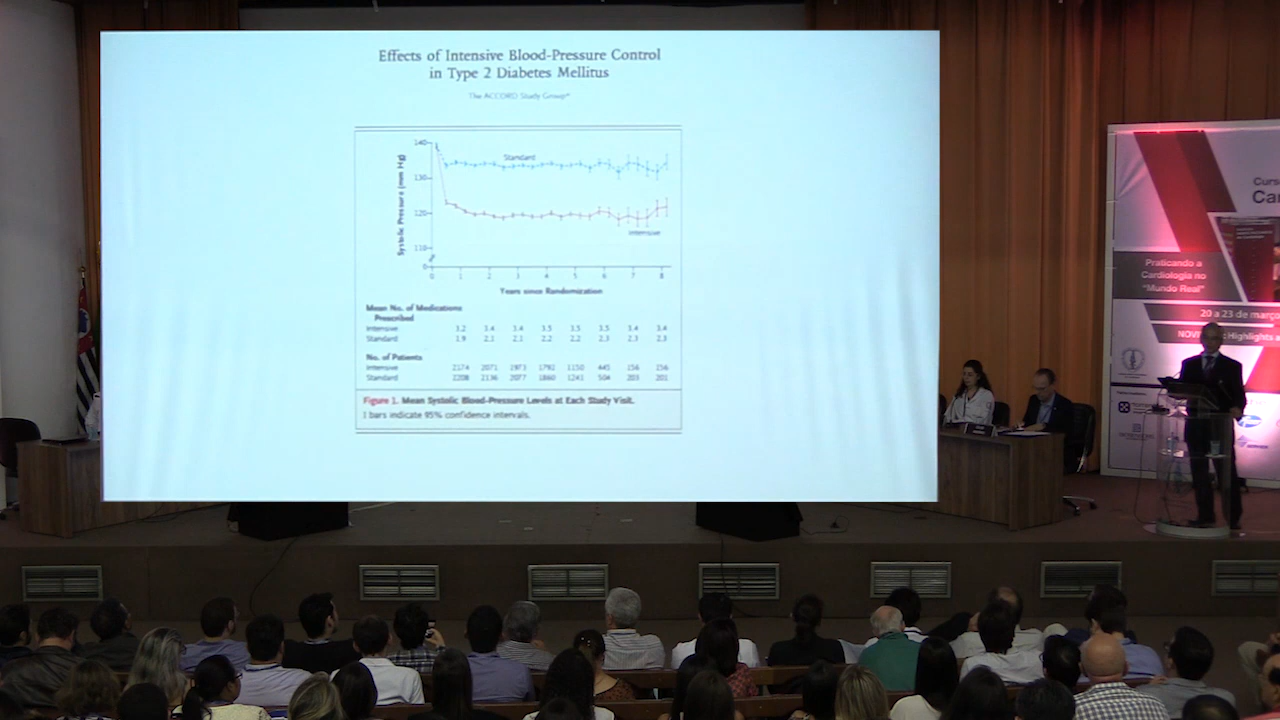 Effects of Intensive Blood-Pressure Control
in Type 2 Diabetes Mellitus
The ACCORD Study Group*
140
130
120
110
0
Systolic Pressure (mm Hg)
Standard
Intensive
0 1 2 3 4 5 6 7 8
Years since Randomization
Mean No. of Medications
Prescribed
Intensive 3.2 3.4 3.4 3.5 3.5 3.5 3.4 3.4
Standard 1.9 2.1 2.1 2.2 2.2 2.3 2.3 2.3
No. of Patients
Intensive 2174 2071 1973 1792 1150 445 156 156
Standard 2208 2136 2077 1860 1241 504 203 201
Figure 1. Mean Systolic Blood-Pressure Levels at Each Study Visit.
I bars indicate 95% confidence intervals.
Curs
Ca
Praticando a
Cardiologia no
"Mundo Real"
20 a 23 de março
Highlights a